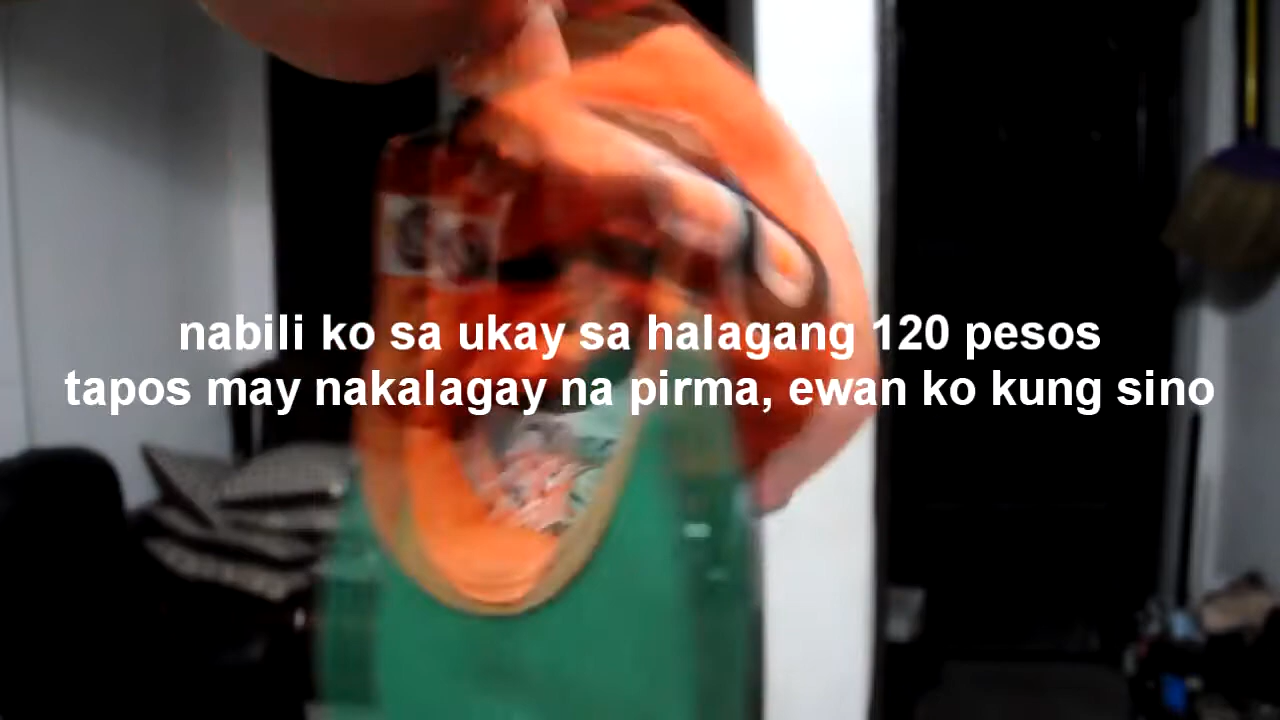 nabili ko sa ukay sa halagang 120 pesos
tapos may nakalagay na pirma, ewan ko kung sino